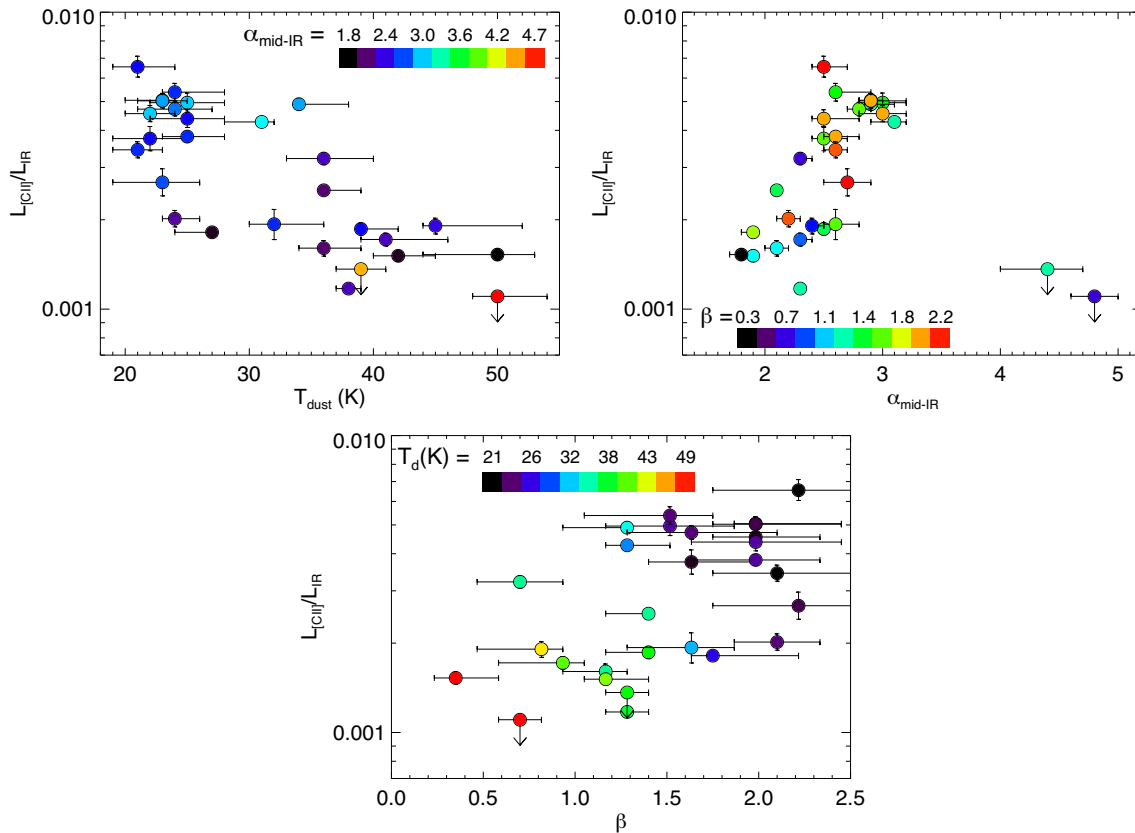 0.010
α_mid-IR = 1.8 2.4 3.0 3.6 4.2 4.7
L_[CII]/L_IR
0.001
20 30 40 50
T_dust (K)
0.010
L_[CII]/L_IR
0.001
β = 0.3 0.7 1.1 1.4 1.8 2.2
2 3 4 5
α_mid-IR
0.010
T_d(K) = 21 26 32 38 43 49
L_[CII]/L_IR
0.001
0.0 0.5 1.0 1.5 2.0 2.5
β